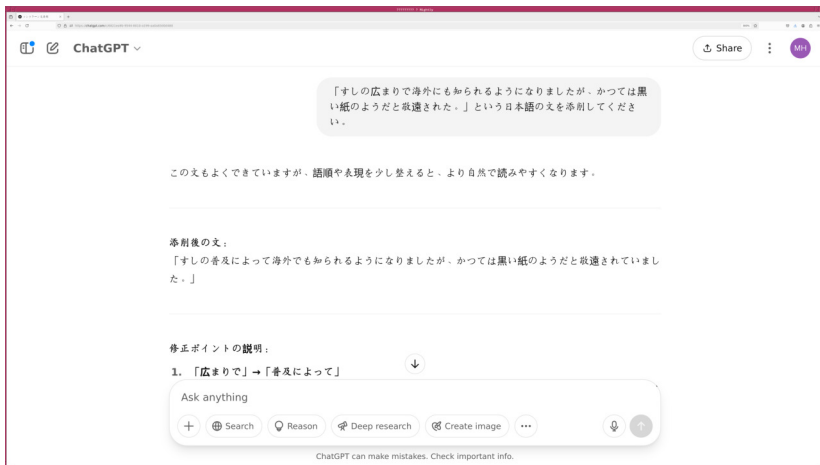 ChatGPT
Share
MH
「すしの広まりで海外にも知られるようになりましたが、かつては黒
い紙のようだと敬遠された。」という日本語の文を添削してくださ
い。
この文もよくできていますが、語順や表現を少し整えると、より自然で読みやすくなります。
添削後の文：
「すしの普及によって海外でも知られるようになりましたが、かつては黒い紙のようだと敬遠されていまし
た。」
修正ポイントの説明：
1. 「広まりで」→「普及によって」
Ask anything
Search
Reason
Deep research
Create image
ChatGPT can make mistakes. Check important info.